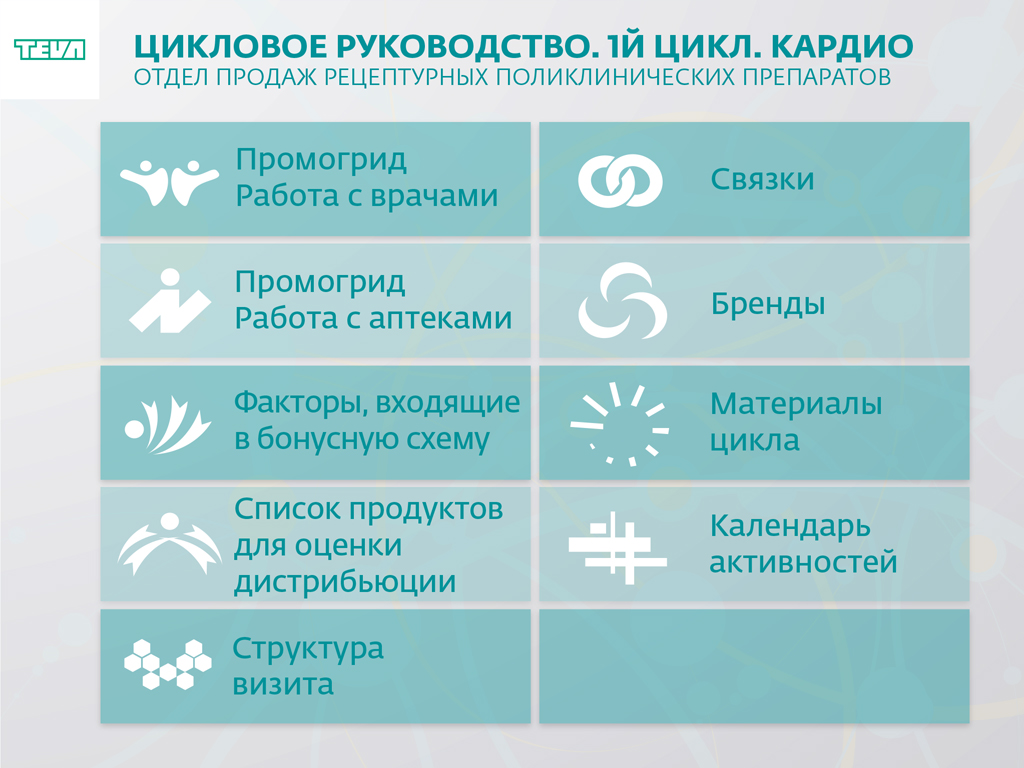 TEVA
ЦИКЛОВОЕ РУКОВОДСТВО. 1Й ЦИКЛ. КАРДИО
ОТДЕЛ ПРОДАЖ РЕЦЕПТУРНЫХ ПОЛИКЛИНИЧЕСКИХ ПРЕПАРАТОВ
Промогрид
Работа с врачами
Связки
Промогрид
Работа с аптеками
Бренды
Факторы, входящие
в бонусную схему
Материалы
цикла
Список продуктов
для оценки
дистрибьюции
Календарь
активностей
Структура
визита